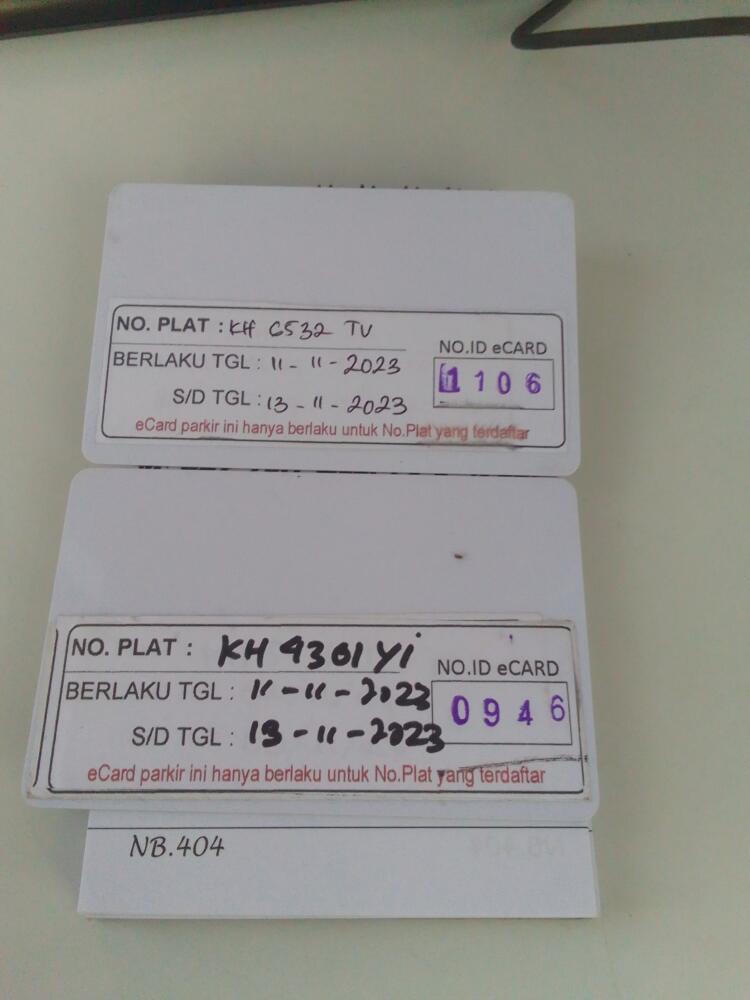 NO. PLAT : KH 6532 TU
NO.ID eCARD
BERLAKU TGL : 11 - 11 - 2023
1106
S/D TGL : 13 - 11 - 2023
eCard parkir ini hanya berlaku untuk No.Plat yang terdaftar
NO. PLAT : KH 9301 Yi
NO.ID eCARD
BERLAKU TGL : 11 - 11 - 2023
0946
S/D TGL : 13 - 11 - 2023
eCard parkir ini hanya berlaku untuk No.Plat yang terdaftar
NB.404